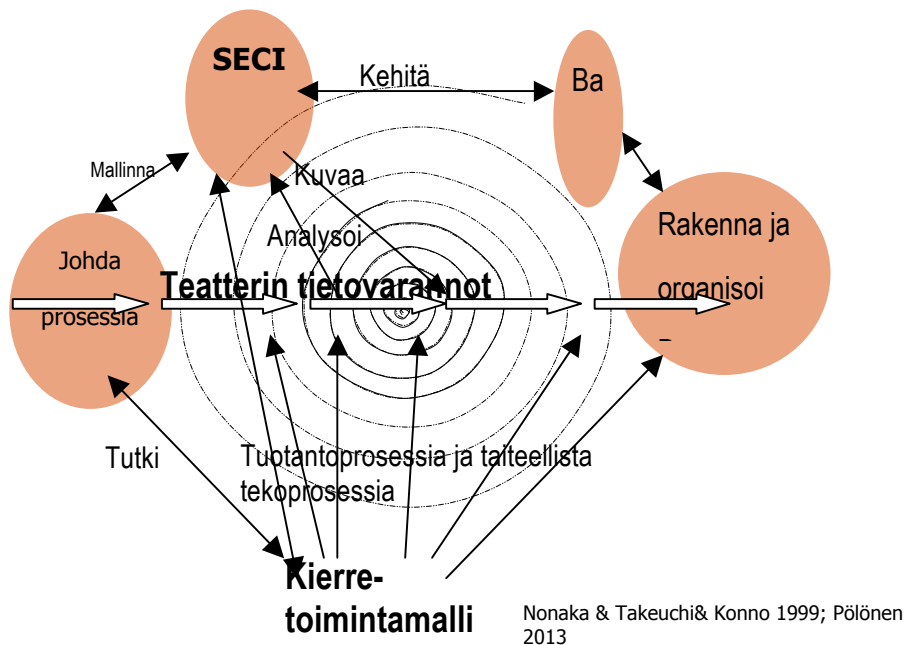 SECI
Kehitä
Ba
Mallinna
Kuvaa
Analysoi
Johda
prosessia
Teatterin tietovarannot
Rakenna ja
organisoi
Tutki
Tuotantoprosessia ja taiteellista
tekoprosessia
Kierre-
toimintamalli
Nonaka & Takeuchi& Konno 1999; Pölönen
2013